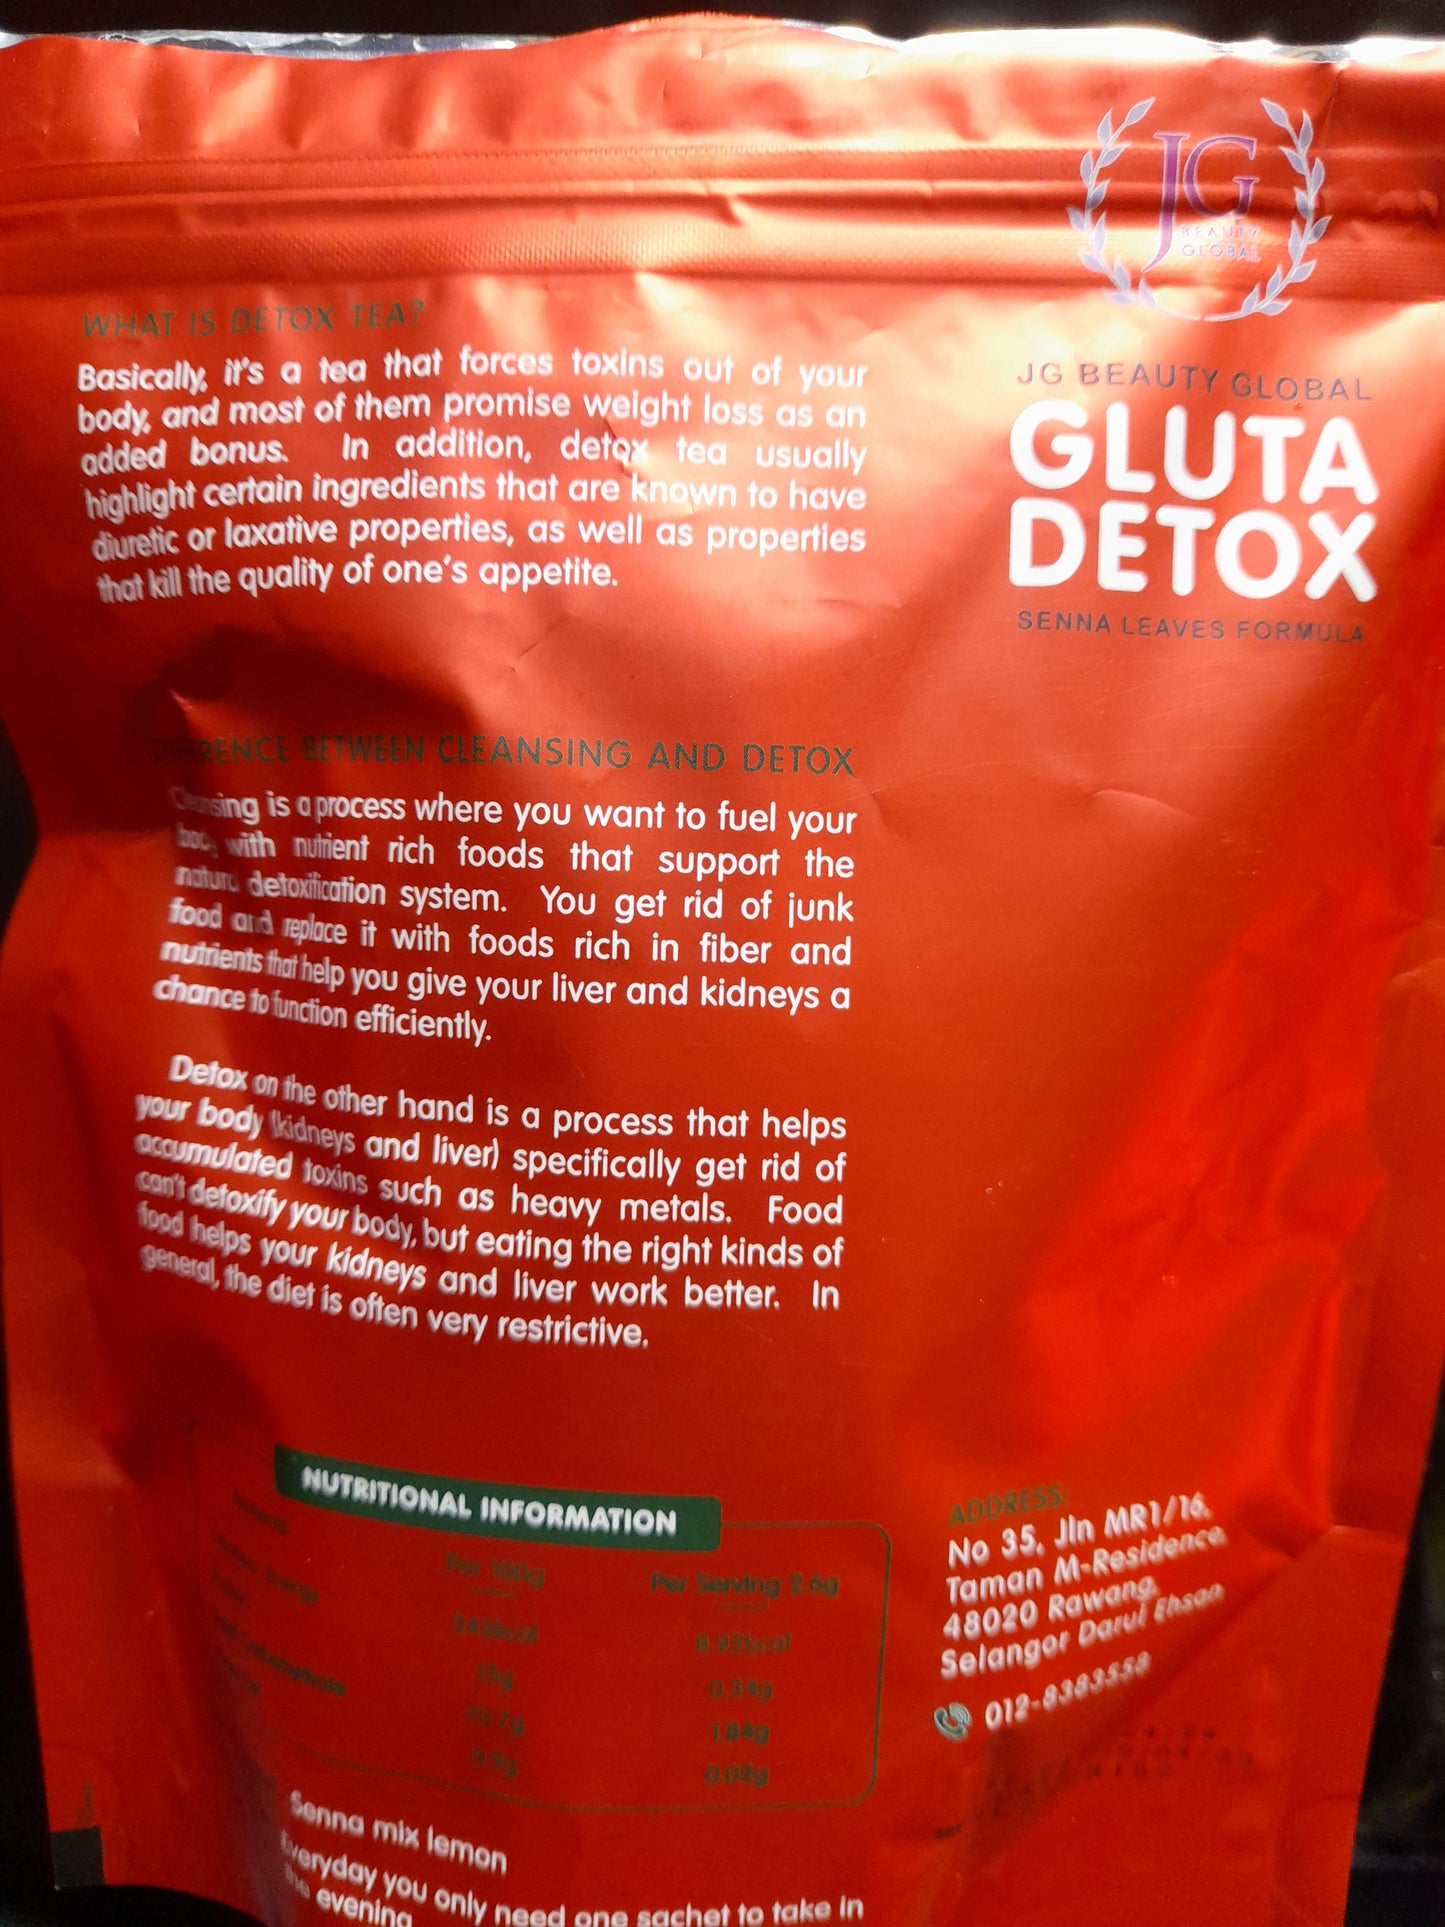 JG
BEAUTY
GLOBAL
WHAT IS DETOX TEA?
Basically, it's a tea that forces toxins out of your
body, and most of them promise weight loss as an
added bonus. In addition, detox tea usually
highlight certain ingredients that are known to have
diuretic or laxative properties, as well as properties
that kill the quality of one's appetite.
JG BEAUTY GLOBAL
GLUTA
DETOX
SENNA LEAVES FORMULA
BETWEEN CLEANSING AND DETOX
is a process where you want to fuel your
with nutrient rich foods that support the
detoxification system. You get rid of junk
food and replace it with foods rich in fiber and
nutrients that help you give your liver and kidneys a
chance to function efficiently.
Detox on the other hand is a process that helps
your body (kidneys and liver) specifically get rid of
accumulated toxins such as heavy metals. Food
can't detoxify your body, but eating the right kinds of
food helps your kidneys and liver work better. In
general, the diet is often very restrictive.
NUTRITIONAL INFORMATION
Per 100g Per Serving 2.6g
Energy
0.34g
Carbohydrate 1.84g
0.02g
Senna mix lemon
Everyday you only need one sachet to take in
evening
ADDRESS:
No 35, Jln MR1/16,
Taman M-Residence,
48020 Rawang,
Selangor Darul Ehsan
012-8383558